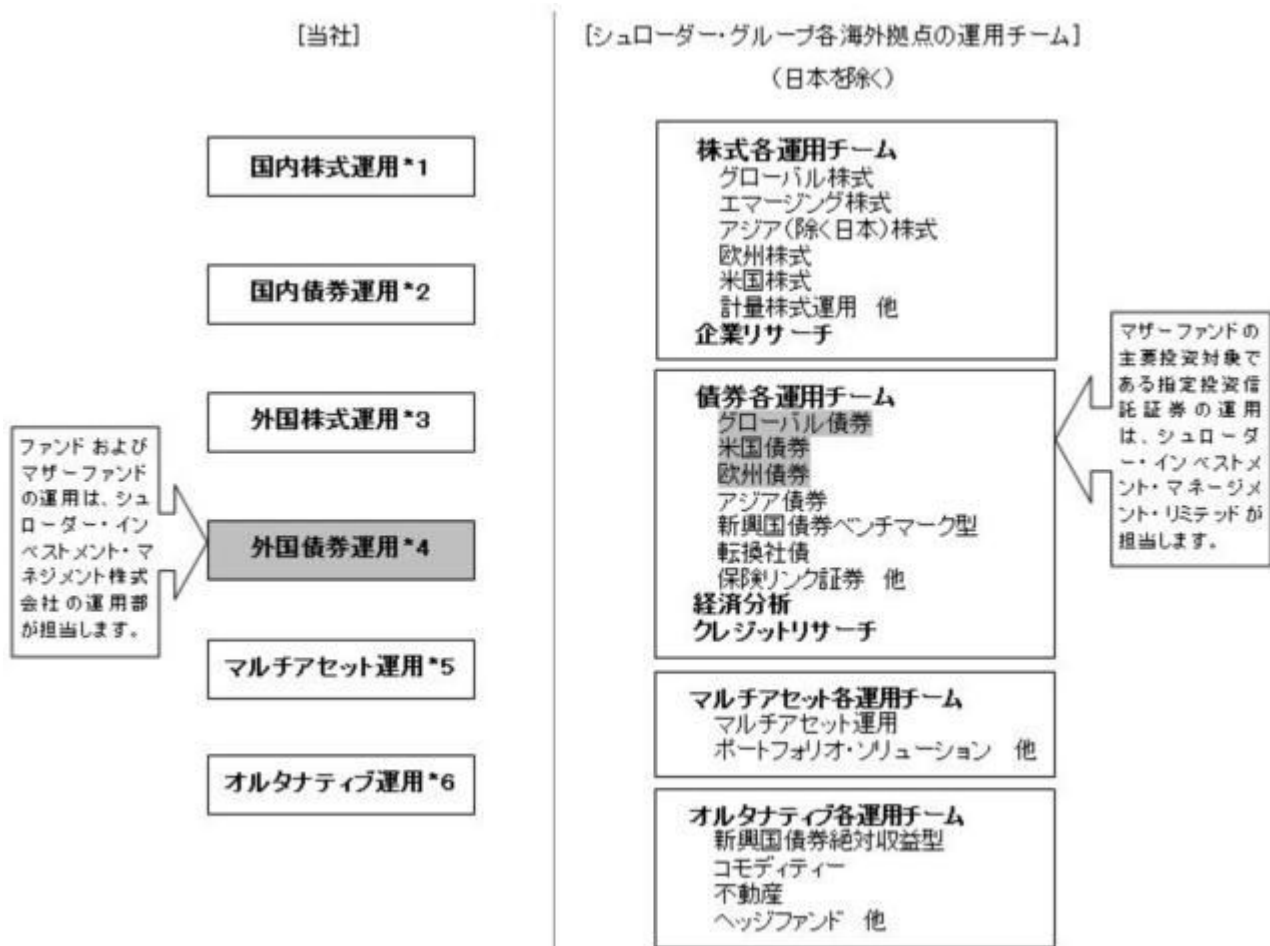 [当社]
国内株式運用*1
国内債券運用*2
外国株式運用*3
ファンドおよび
マザーファンド
の運用は、シュ
ローダー・イン
ベストメント・マ
ネジメント株式
会社の運用部
が担当します。
外国債券運用*4
マルチアセット運用*5
オルタナティブ運用*6
[シュローダー・グループ各海外拠点の運用チーム]
（日本を除く）
株式各運用チーム
グローバル株式
エマージング株式
アジア(除く日本)株式
欧州株式
米国株式
計量株式運用　他
企業リサーチ
債券各運用チーム
グローバル債券
米国債券
欧州債券
アジア債券
新興国債券ベンチマーク型
転換社債
保険リンク証券　他
経済分析
クレジットリサーチ
マザーファンドの
主要投資対象で
ある指定投資信
託証券の運用
は、シュローダ
ー・インベストメ
ント・マネージメ
ント・リミテッドが
担当します。
マルチアセット各運用チーム
マルチアセット運用
ポートフォリオ・ソリューション　他
オルタナティブ各運用チーム
新興国債券絶対収益型
コモディティー
不動産
ヘッジファンド　他